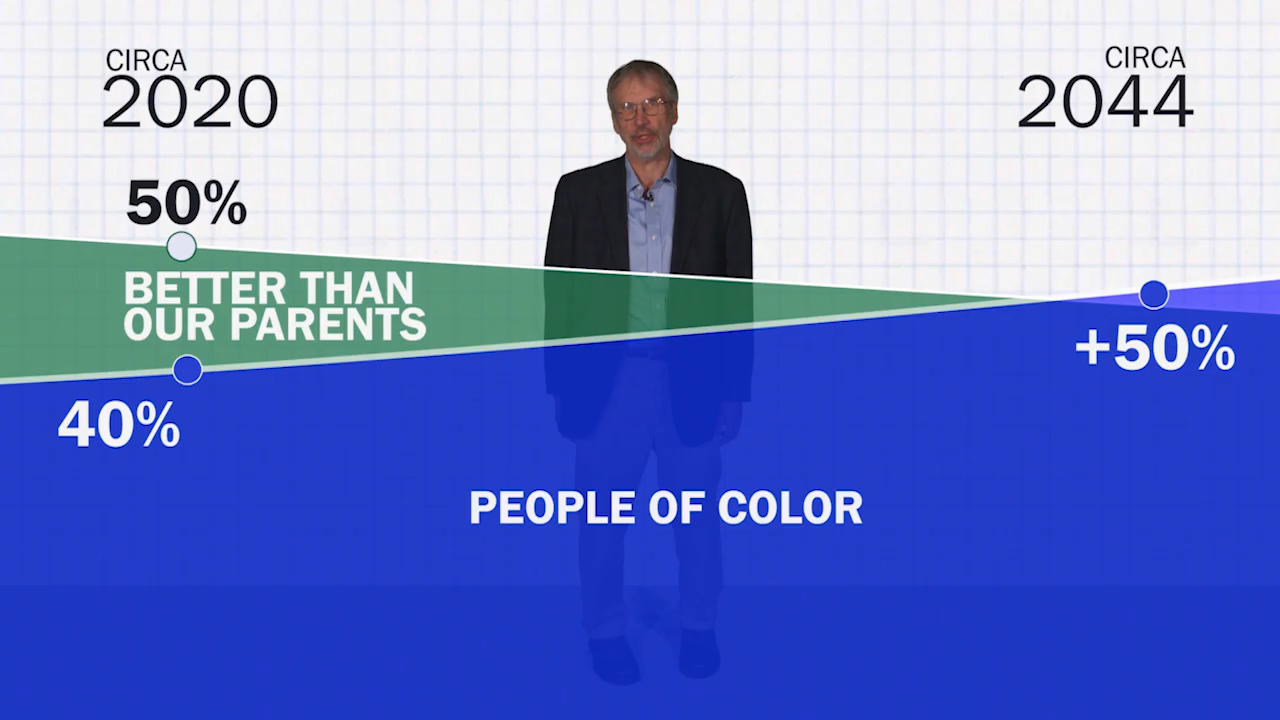 CIRCA
2020
CIRCA
2044
50%
BETTER THAN
OUR PARENTS
+50%
40%
PEOPLE OF COLOR